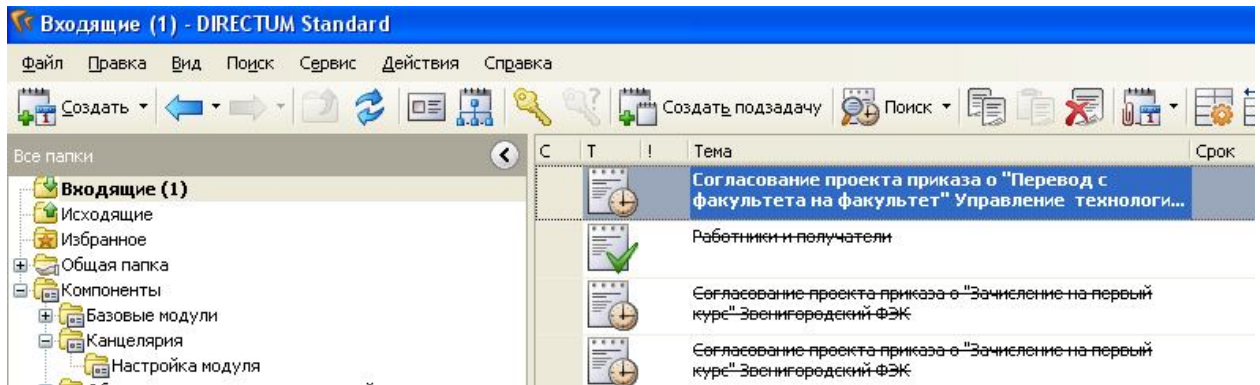 Входящие (1) - DIRECTUM Standard
Файл Правка Вид Поиск Сервис Действия Справка
Создать Создать подзадачу Поиск
Все папки
С Т ! Тема Срок
Входящие (1)
Исходящие
Избранное
Общая папка
Компоненты
Базовые модули
Канцелярия
Настройка модуля
Согласование проекта приказа о "Перевод с
факультета на факультет" Управление технологи...
Работники и получатели
Согласование проекта приказа о "Зачисление на первый
курс" Звенигородский ФЭК
Согласование проекта приказа о "Зачисление на первый
курс" Звенигородский ФЭК